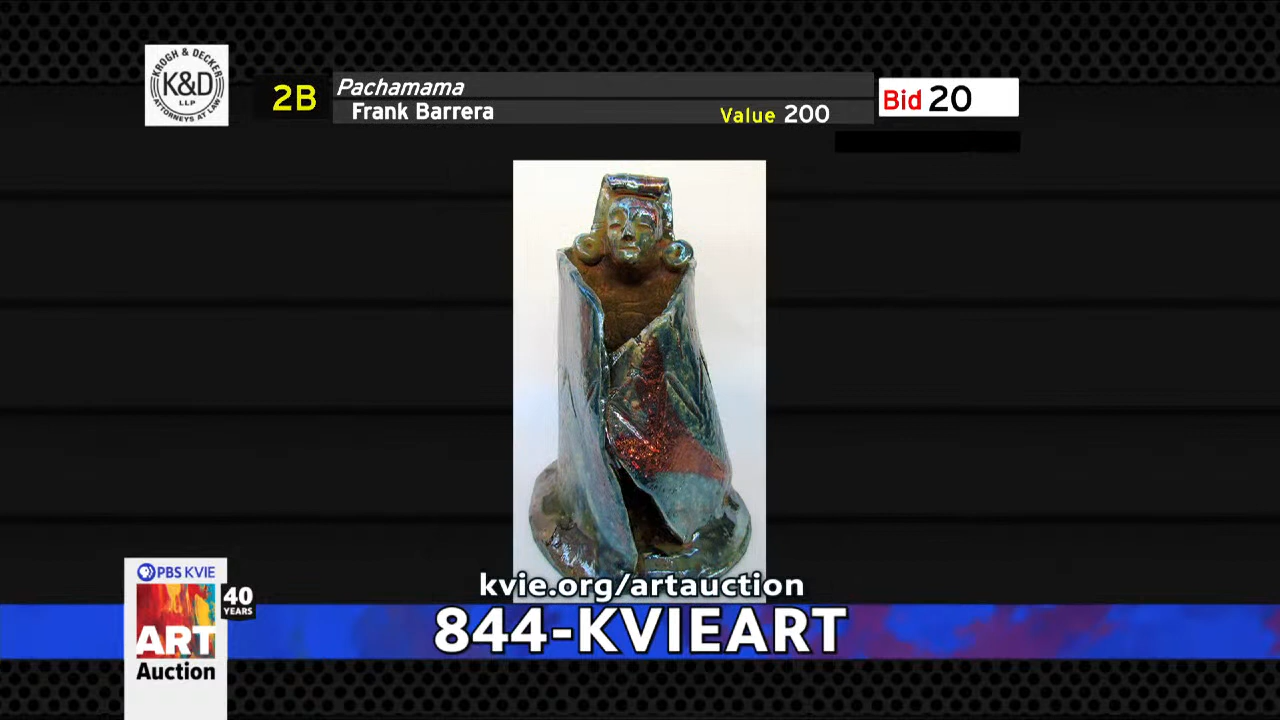 KROGH & DECKER
K&D
LLP
ATTORNEYS AT LAW
2B
Pachamama
Frank Barrera
Value 200
Bid 20
kvie.org/artauction
844-KVIEART
PBS KVIE
40
YEARS
ART
Auction